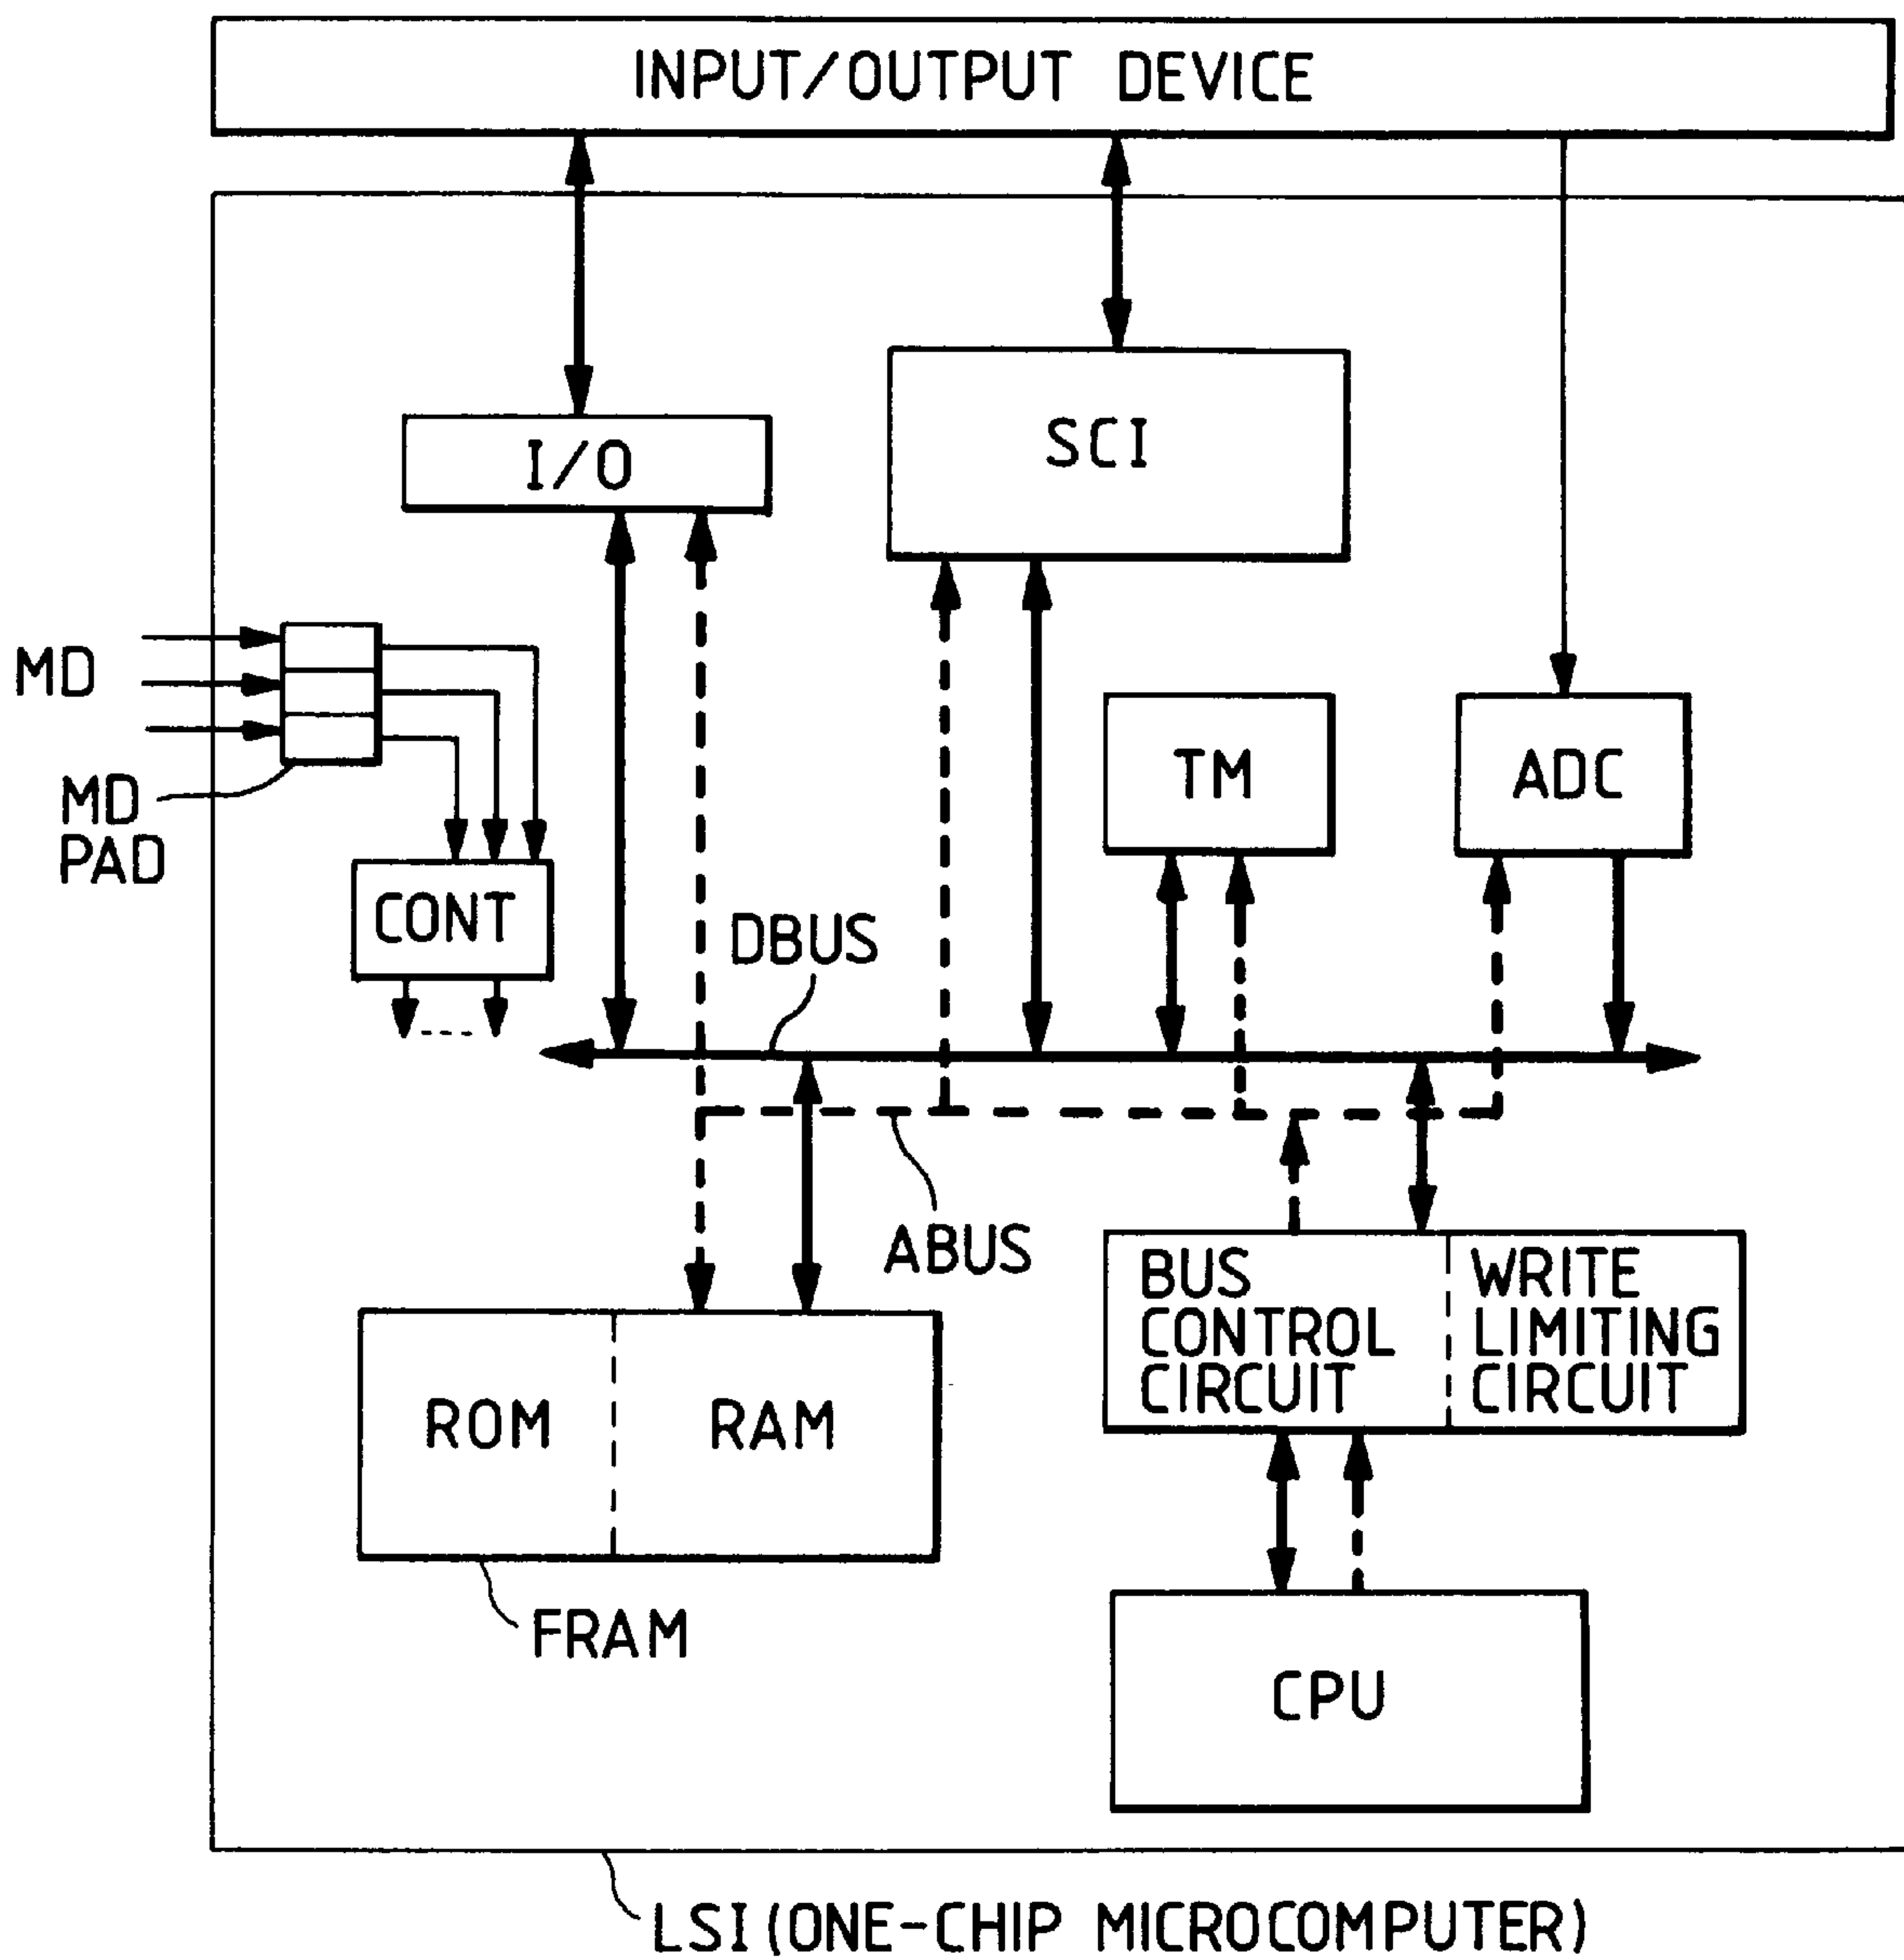 INPUT/OUTPUT DEVICE
I/O
SCI
MD
MD
PAD
TM
ADC
CONT
DBUS
ABUS
BUS
CONTROL
CIRCUIT
WRITE
LIMITING
CIRCUIT
ROM
RAM
FRAM
CPU
LSI(ONE-CHIP MICROCOMPUTER)